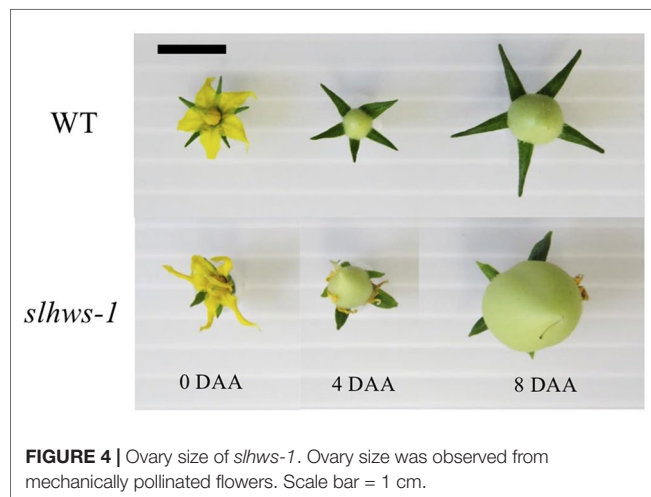 WT
slhws-1
0 DAA
4 DAA
8 DAA
FIGURE 4 | Ovary size of slhws-1. Ovary size was observed from
mechanically pollinated flowers. Scale bar = 1 cm.